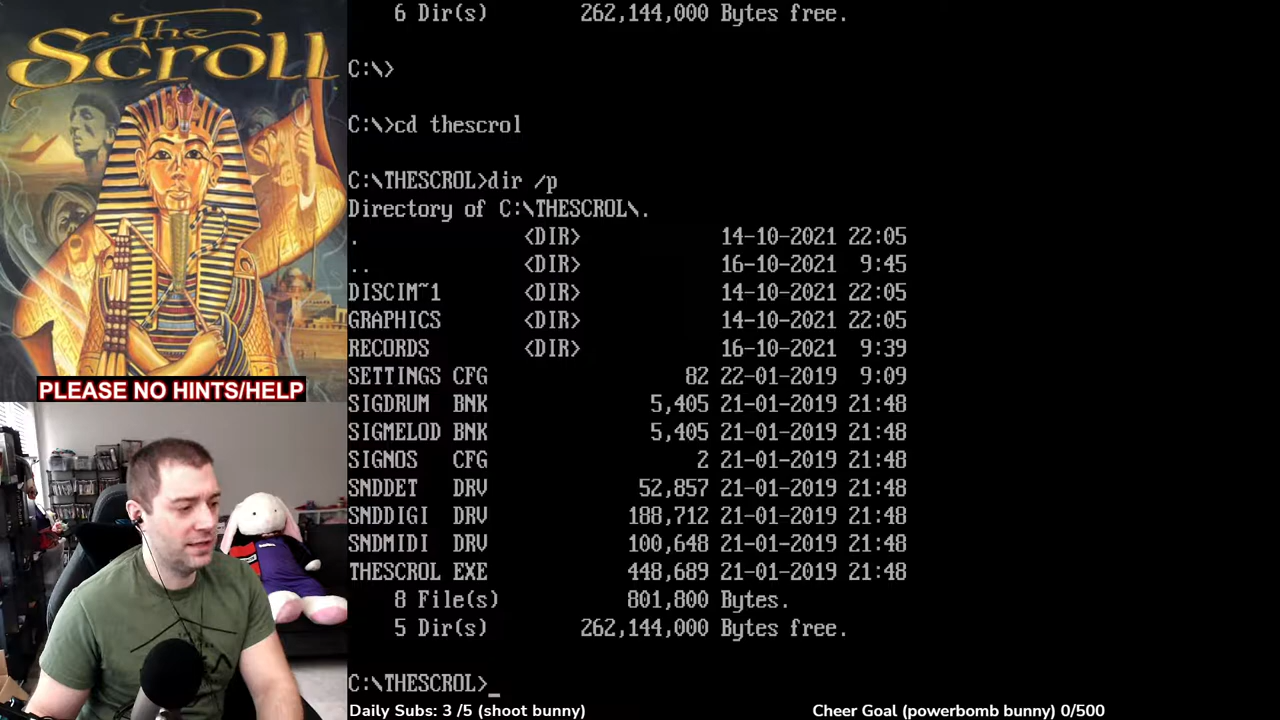 The
Scroll
PLEASE NO HINTS/HELP
6 Dir(s) 262,144,000 Bytes free.
C:\>
C:\>cd thescrol
C:\THESCROL>dir /p
Directory of C:\THESCROL\.
. <DIR> 14-10-2021 22:05
.. <DIR> 16-10-2021 9:45
DISCIM~1 <DIR> 14-10-2021 22:05
GRAPHICS <DIR> 14-10-2021 22:05
RECORDS <DIR> 16-10-2021 9:39
SETTINGS CFG 82 22-01-2019 9:09
SIGDRUM BNK 5,405 21-01-2019 21:48
SIGMELOD BNK 5,405 21-01-2019 21:48
SIGNOS CFG 2 21-01-2019 21:48
SNDDET DRV 52,857 21-01-2019 21:48
SNDDIGI DRV 188,712 21-01-2019 21:48
SNDMIDI DRV 100,648 21-01-2019 21:48
THESCROL EXE 448,689 21-01-2019 21:48
8 File(s) 801,800 Bytes.
5 Dir(s) 262,144,000 Bytes free.
C:\THESCROL>_
Daily Subs: 3 /5 (shoot bunny)
Cheer Goal (powerbomb bunny) 0/500